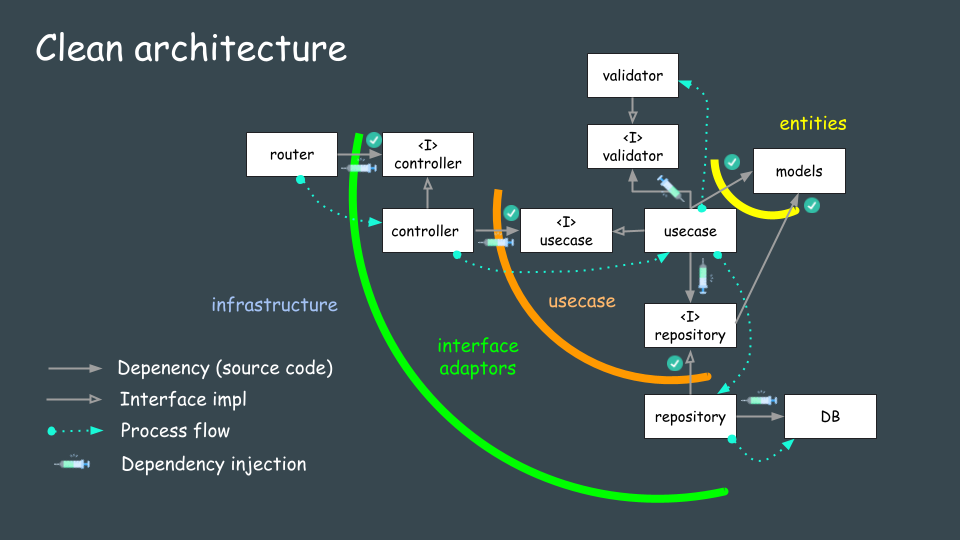 Clean architecture
validator
<I>
validator
entities
router
<I>
controller
models
controller
<I>
usecase
usecase
infrastructure
usecase
<I>
repository
interface
adaptors
repository
DB
Depenency (source code)
Interface impl
Process flow
Dependency injection